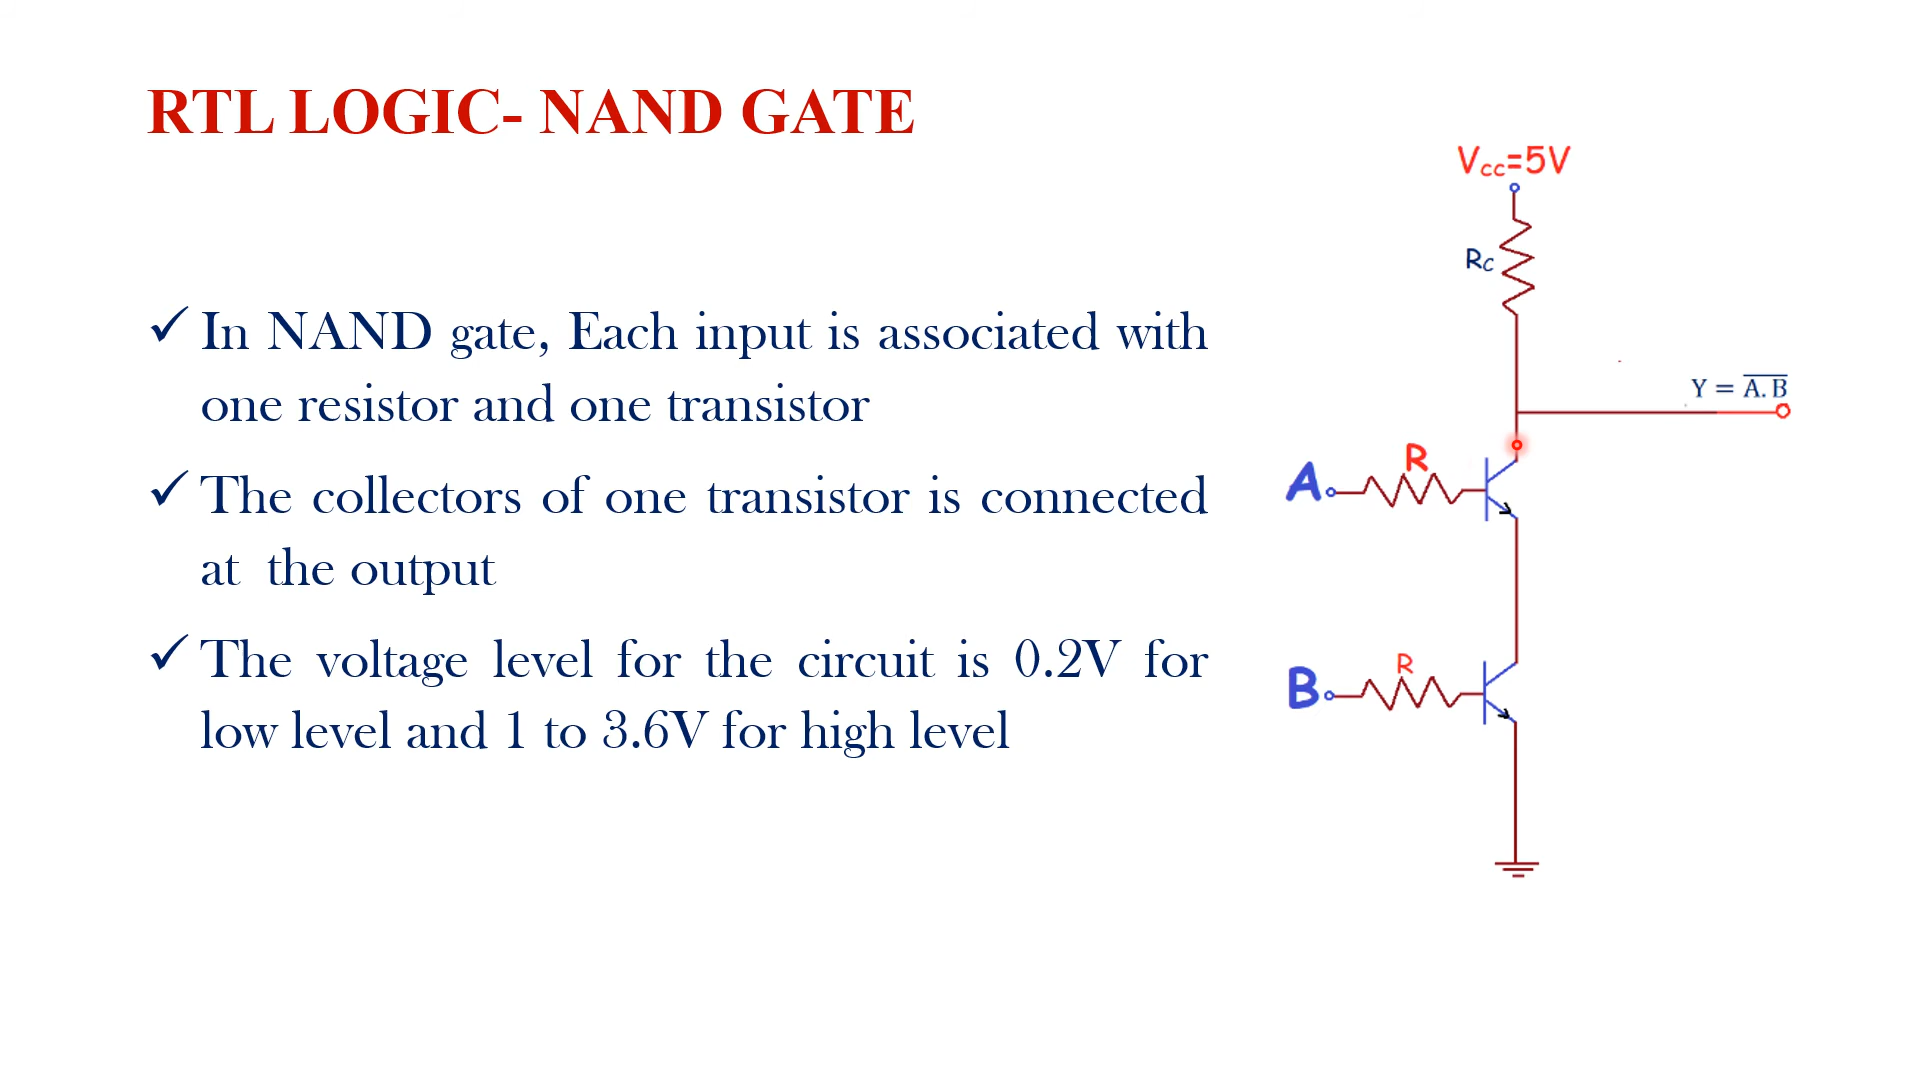 RTL LOGIC- NAND GATE
✓ In NAND gate, Each input is associated with
one resistor and one transistor
✓ The collectors of one transistor is connected
at the output
✓ The voltage level for the circuit is 0.2V for
low level and 1 to 3.6V for high level
Vcc=5V
Rc
Y = A̅.̅ ̅B̅
R
A
R
B